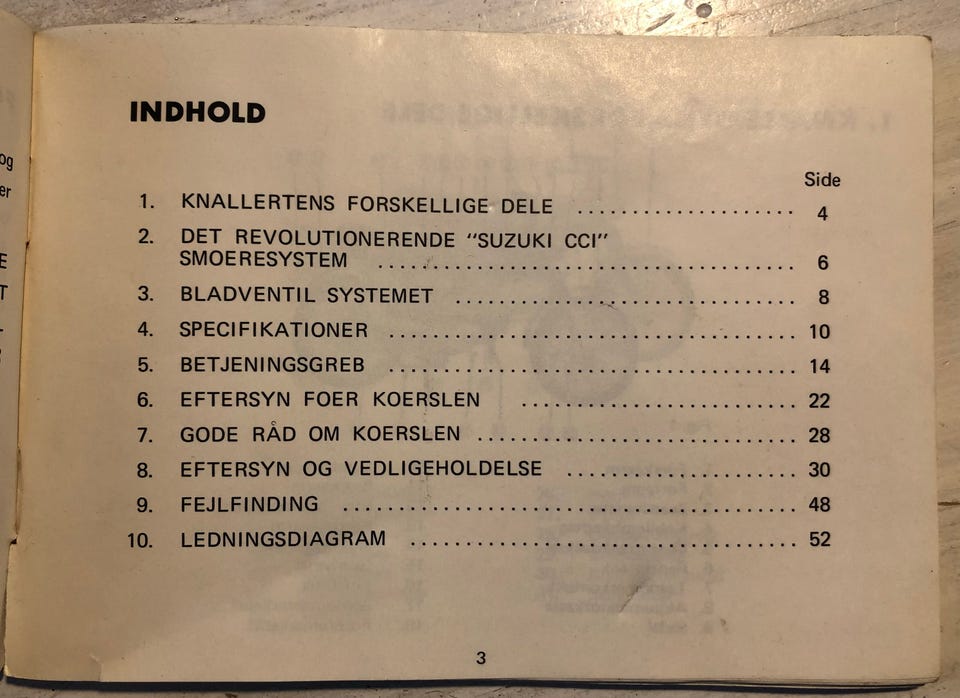 INDHOLD
Side
1. KNALLERTENS FORSKELLIGE DELE .................... 4
2. DET REVOLUTIONERENDE "SUZUKI CCI"
SMOERESYSTEM .................................... 6
3. BLADVENTIL SYSTEMET .............................. 8
4. SPECIFIKATIONER .................................... 10
5. BETJENINGSGREB .................................... 14
6. EFTERSYN FOER KOERSLEN ........................ 22
7. GODE RÅD OM KOERSLEN ............................ 28
8. EFTERSYN OG VEDLIGEHOLDELSE .................... 30
9. FEJLFINDING ........................................ 48
10. LEDNINGSDIAGRAM .................................. 52
3
og
er
E
T